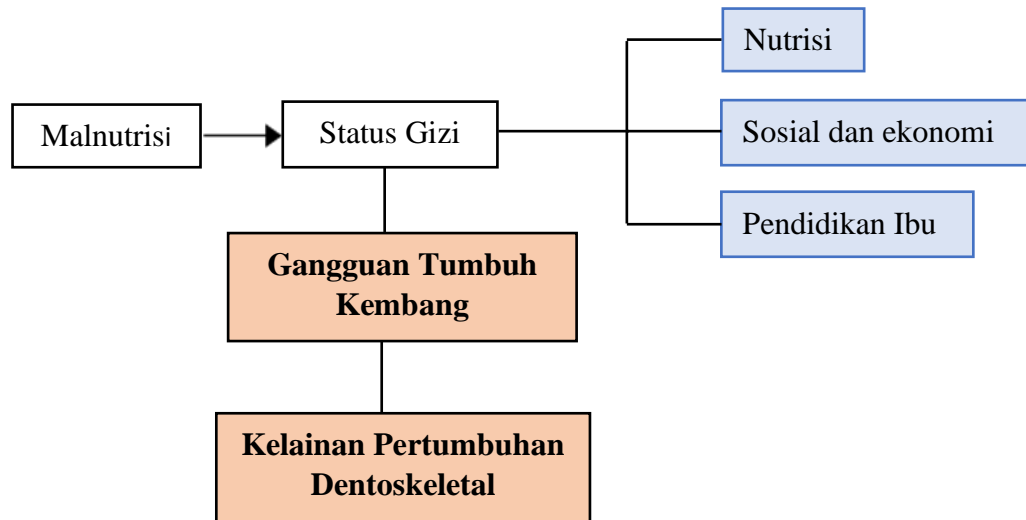 Nutrisi
Malnutrisi
Status Gizi
Sosial dan ekonomi
Pendidikan Ibu
Gangguan Tumbuh
Kembang
Kelainan Pertumbuhan
Dentoskeletal